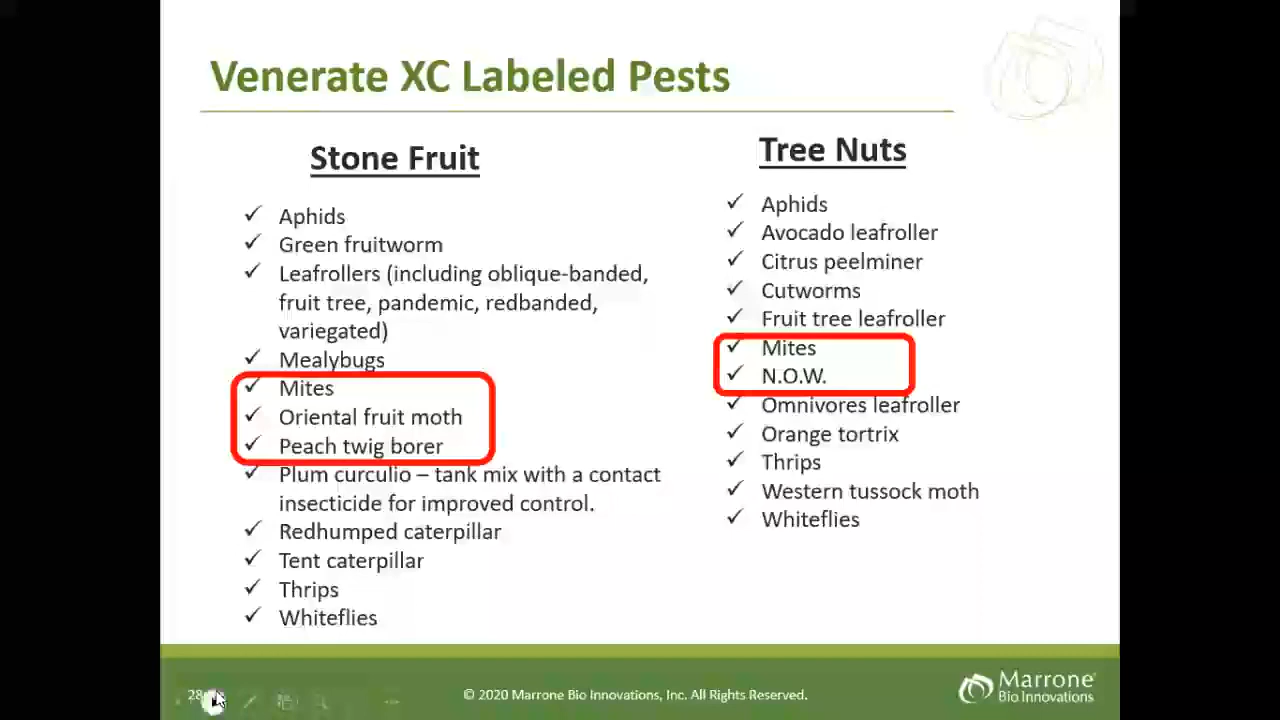 Venerate XC Labeled Pests
Stone Fruit
✓ Aphids
✓ Green fruitworm
✓ Leafrollers (including oblique-banded,
fruit tree, pandemic, redbanded,
variegated)
✓ Mealybugs
✓ Mites
✓ Oriental fruit moth
✓ Peach twig borer
✓ Plum curculio – tank mix with a contact
insecticide for improved control.
✓ Redhumped caterpillar
✓ Tent caterpillar
✓ Thrips
✓ Whiteflies
Tree Nuts
✓ Aphids
✓ Avocado leafroller
✓ Citrus peelminer
✓ Cutworms
✓ Fruit tree leafroller
✓ Mites
✓ N.O.W.
✓ Omnivores leafroller
✓ Orange tortrix
✓ Thrips
✓ Western tussock moth
✓ Whiteflies
28
© 2020 Marrone Bio Innovations, Inc. All Rights Reserved.
Marrone
Bio Innovations